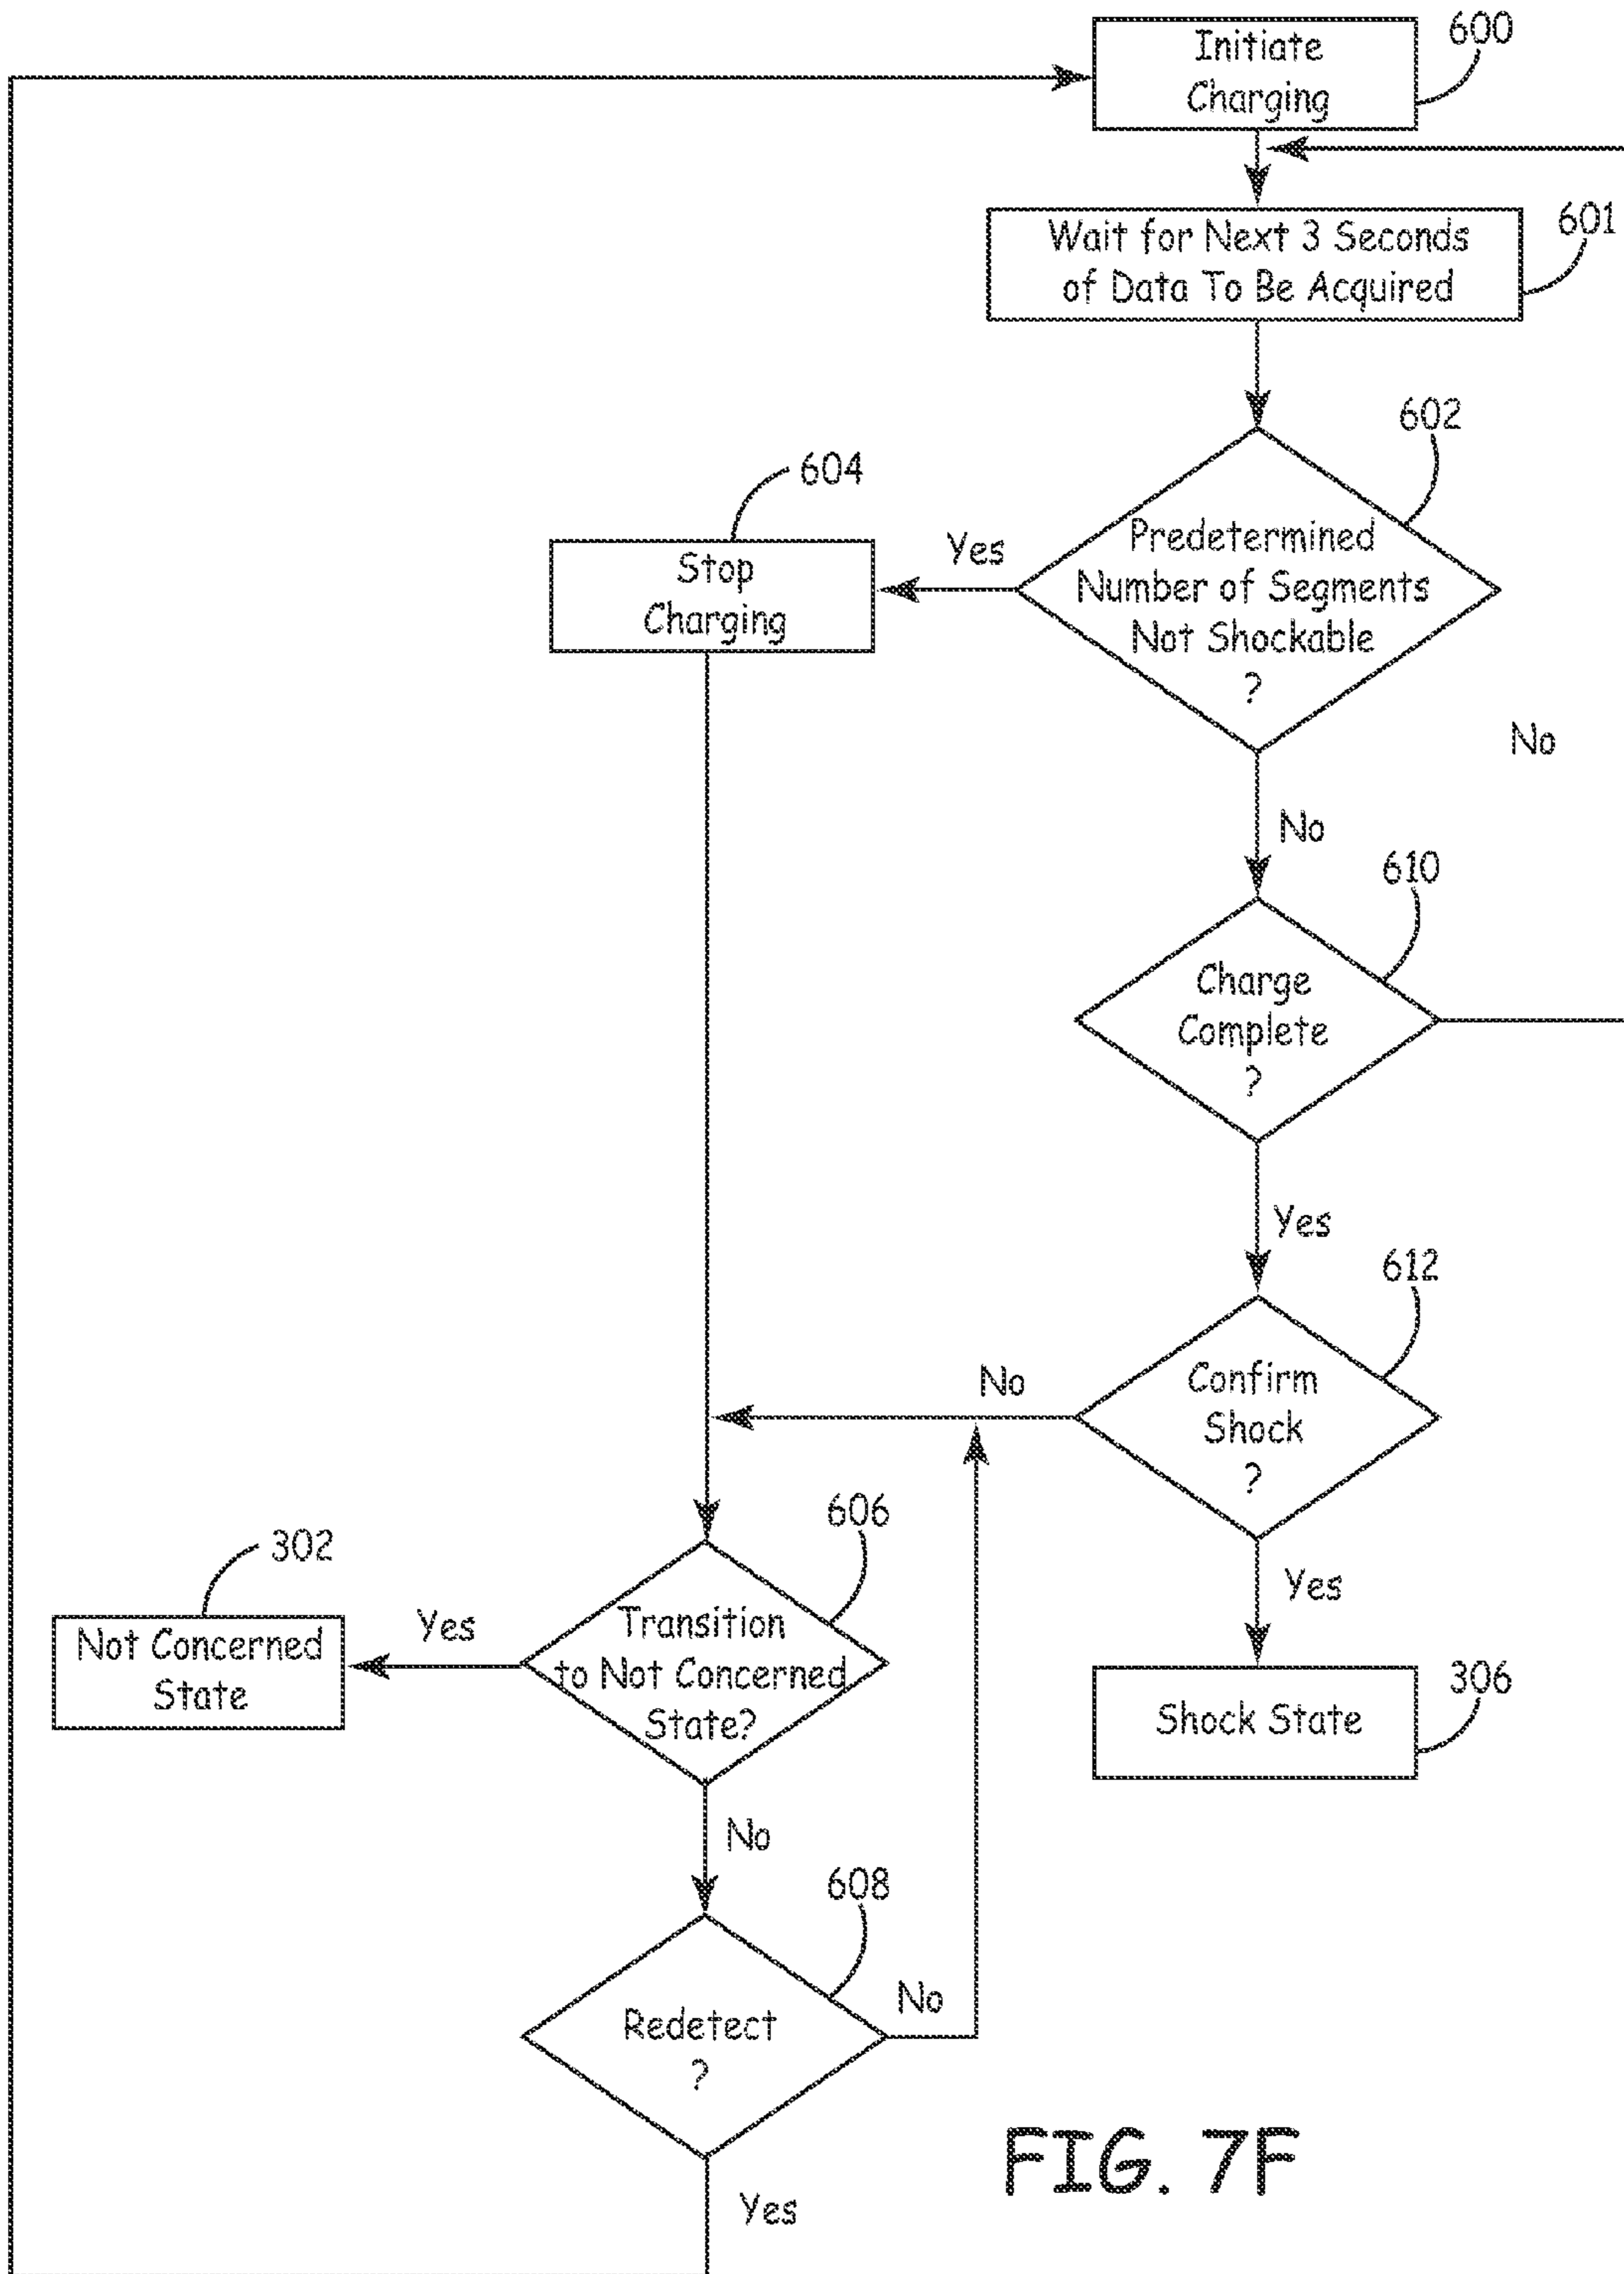 Initiate
Charging
600
Wait for Next 3 Seconds
of Data To Be Acquired
601
602
604
Stop
Charging
Yes
Predetermined
Number of Segments
Not Shockable
?
No
No
610
Charge
Complete
?
Yes
612
No
Confirm
Shock
?
606
302
Not Concerned
State
Yes
Transition
to Not Concerned
State?
Yes
Shock State
306
No
608
Redetect
?
No
Yes
FIG. 7F